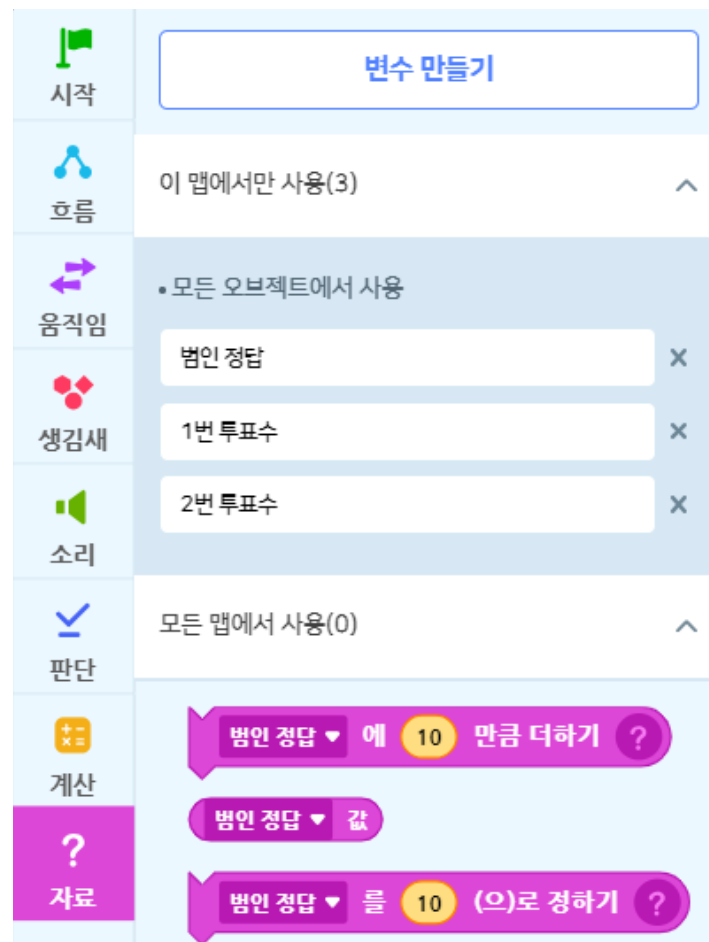 시작
흐름
움직임
생김새
소리
판단
계산
?
자료
변수 만들기
이 맵에서만 사용(3)
• 모든 오브젝트에서 사용
범인 정답
1번 투표수
2번 투표수
모든 맵에서 사용(0)
범인 정답 에 10 만큼 더하기 ?
범인 정답 값
범인 정답 를 10 (으)로 정하기 ?